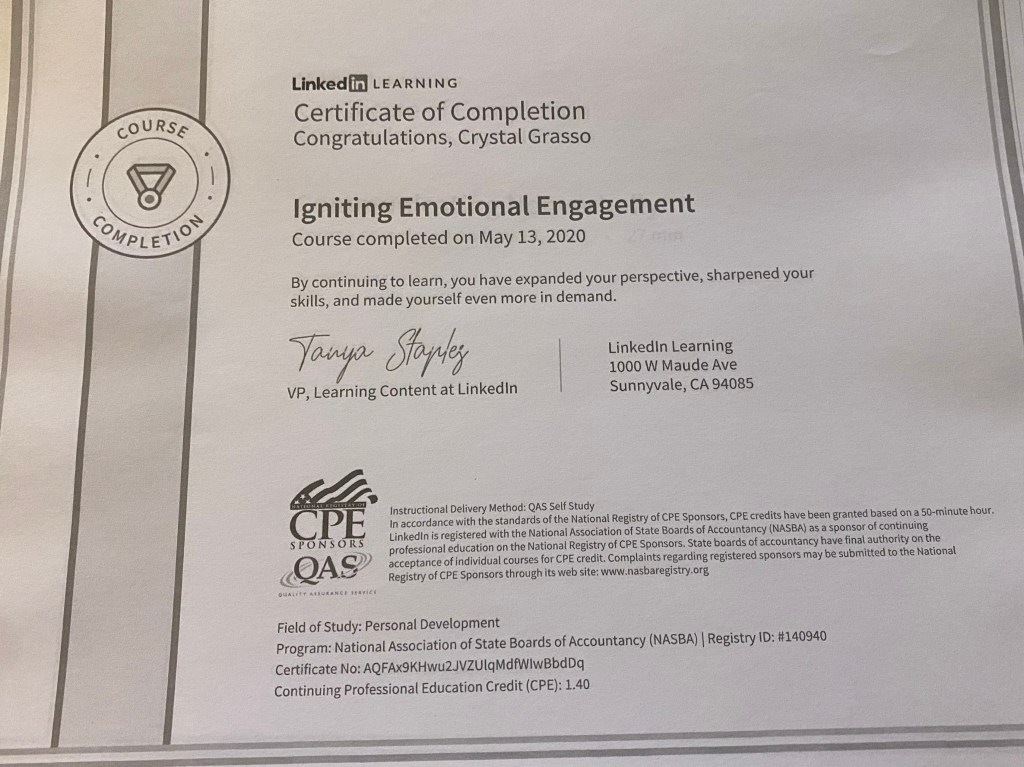 LinkedIn LEARNING
Certificate of Completion
Congratulations, Crystal Grasso
COURSE
COMPLETION
Igniting Emotional Engagement
Course completed on May 13, 2020
By continuing to learn, you have expanded your perspective, sharpened your
skills, and made yourself even more in demand.
Tanya Staples
VP, Learning Content at LinkedIn
LinkedIn Learning
1000 W Maude Ave
Sunnyvale, CA 94085
CPE
SPONSORS
QAS
QUALITY ASSURANCE SERVICE
Instructional Delivery Method: QAS Self Study
In accordance with the standards of the National Registry of CPE Sponsors, CPE credits have been granted based on a 50-minute hour.
LinkedIn is registered with the National Association of State Boards of Accountancy (NASBA) as a sponsor of continuing
professional education on the National Registry of CPE Sponsors. State boards of accountancy have final authority on the
acceptance of individual courses for CPE credit. Complaints regarding registered sponsors may be submitted to the National
Registry of CPE Sponsors through its web site: www.nasbaregistry.org
Field of Study: Personal Development
Program: National Association of State Boards of Accountancy (NASBA) | Registry ID: #140940
Certificate No: AQFAx9KHwu2JVZUlqMdfWIwBbdDq
Continuing Professional Education Credit (CPE): 1.40